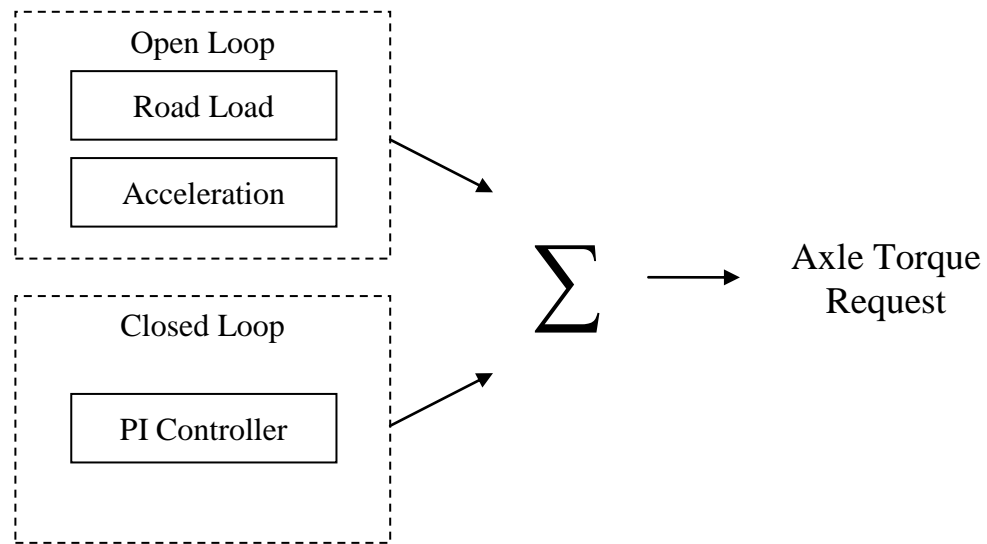 Open Loop
Road Load
Acceleration
Closed Loop
PI Controller
∑
Axle Torque
Request